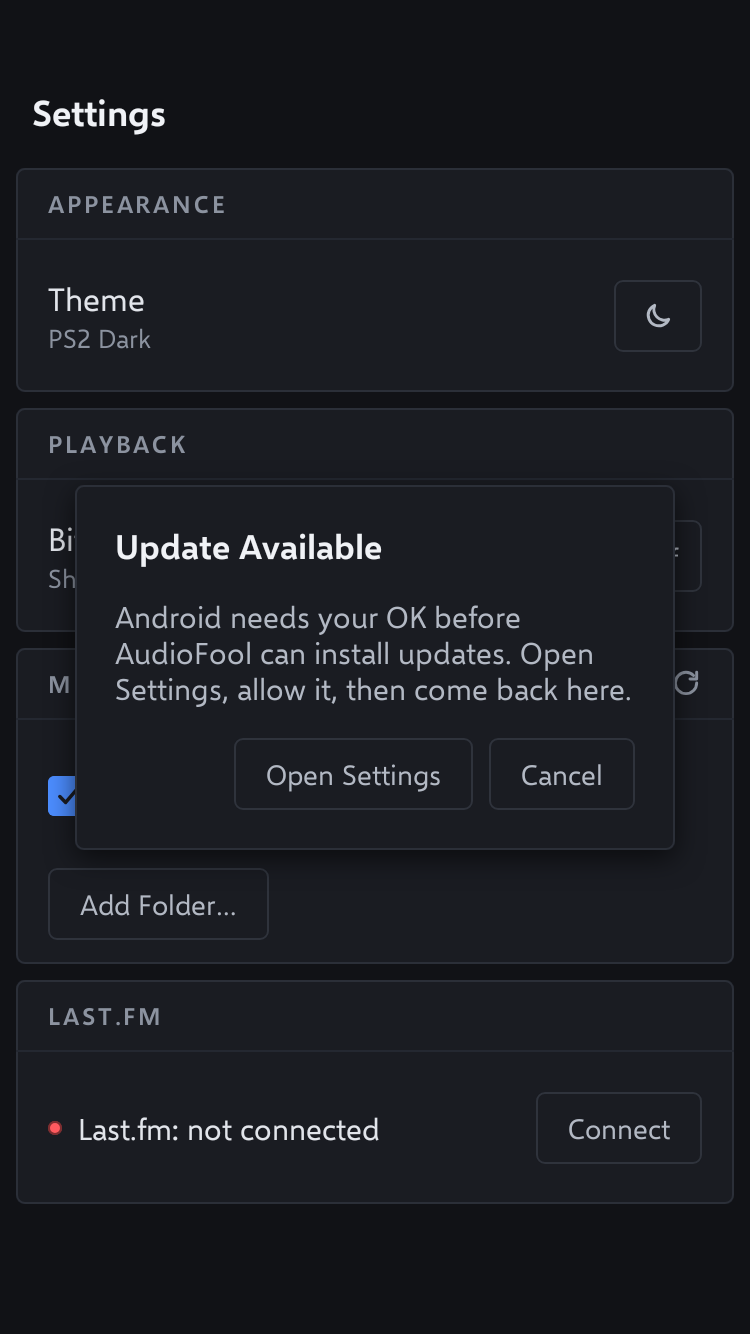 Settings
APPEARANCE
Theme
PS2 Dark
PLAYBACK
Update Available
Android needs your OK before
AudioFool can install updates. Open
Settings, allow it, then come back here.
Open Settings
Cancel
Add Folder...
LAST.FM
Last.fm: not connected
Connect